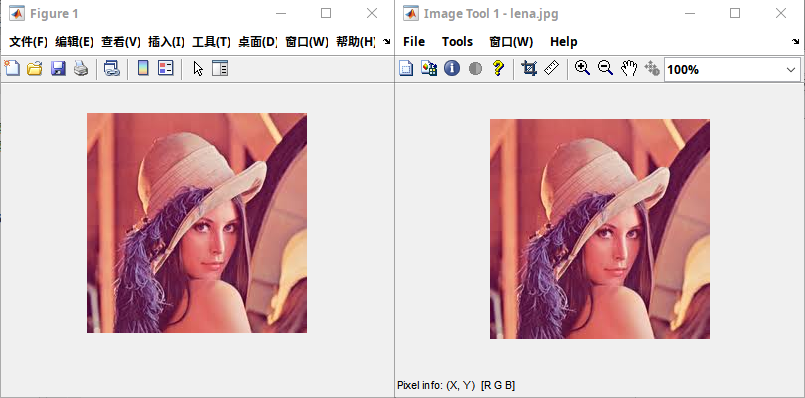 Figure 1
文件(F) 编辑(E) 查看(V) 插入(I) 工具(T) 桌面(D) 窗口(W) 帮助(H)
Image Tool 1 - lena.jpg
File Tools 窗口(W) Help
100%
Pixel info: (X, Y) [R G B]